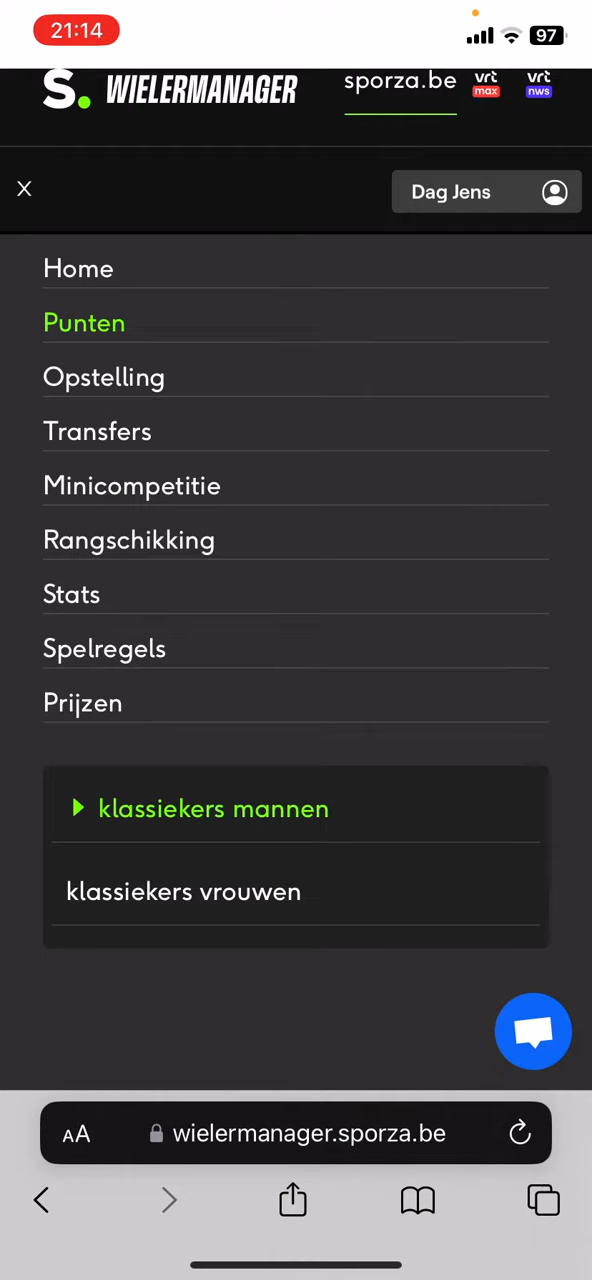 21:14
97
S. WIELERMANAGER
sporza.be
vrt max
vrt nws
X
Dag Jens
Home
Punten
Opstelling
Transfers
Minicompetitie
Rangschikking
Stats
Spelregels
Prijzen
klassiekers mannen
klassiekers vrouwen
AA
wielermanager.sporza.be